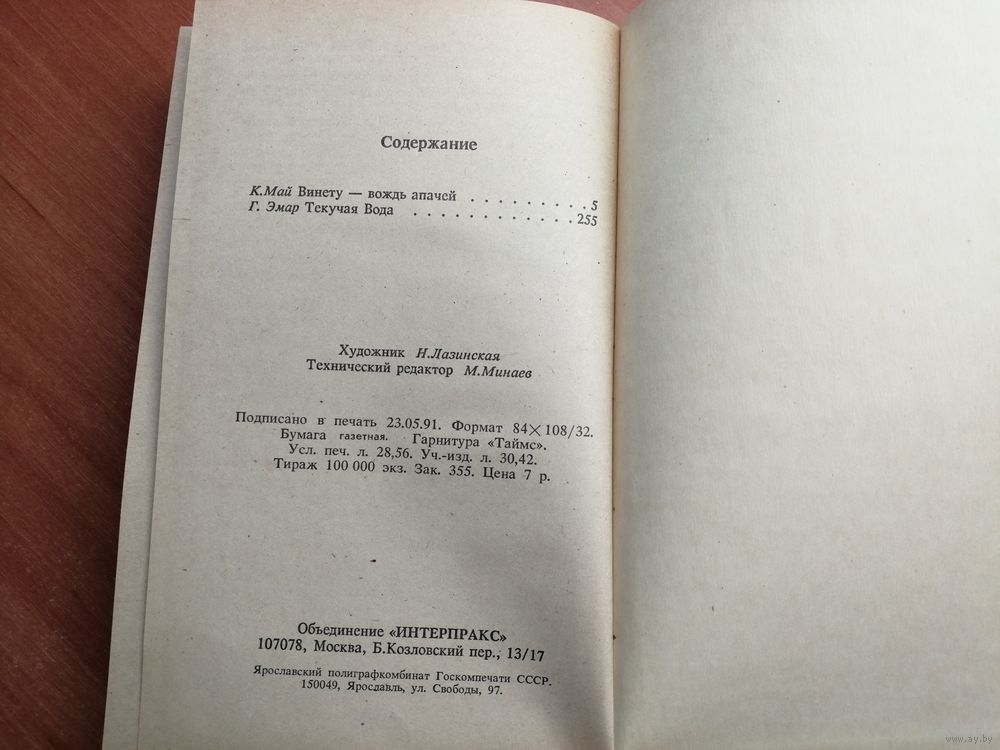 Содержание
К.Май Винету — вождь апачей . . . . . . . . . 5
Г. Эмар Текучая Вода . . . . . . . . . . . . 255
Художник Н.Лазинская
Технический редактор М.Минаев
Подписано в печать 23.05.91. Формат 84×108/32.
Бумага газетная. Гарнитура «Таймс».
Усл. печ. л. 28,56. Уч.-изд. л. 30,42.
Тираж 100 000 экз. Зак. 355. Цена 7 р.
Объединение «ИНТЕРПРАКС»
107078, Москва, Б.Козловский пер., 13/17
Ярославский полиграфкомбинат Госкомпечати СССР.
150049, Ярославль, ул. Свободы, 97.
www.ay.by